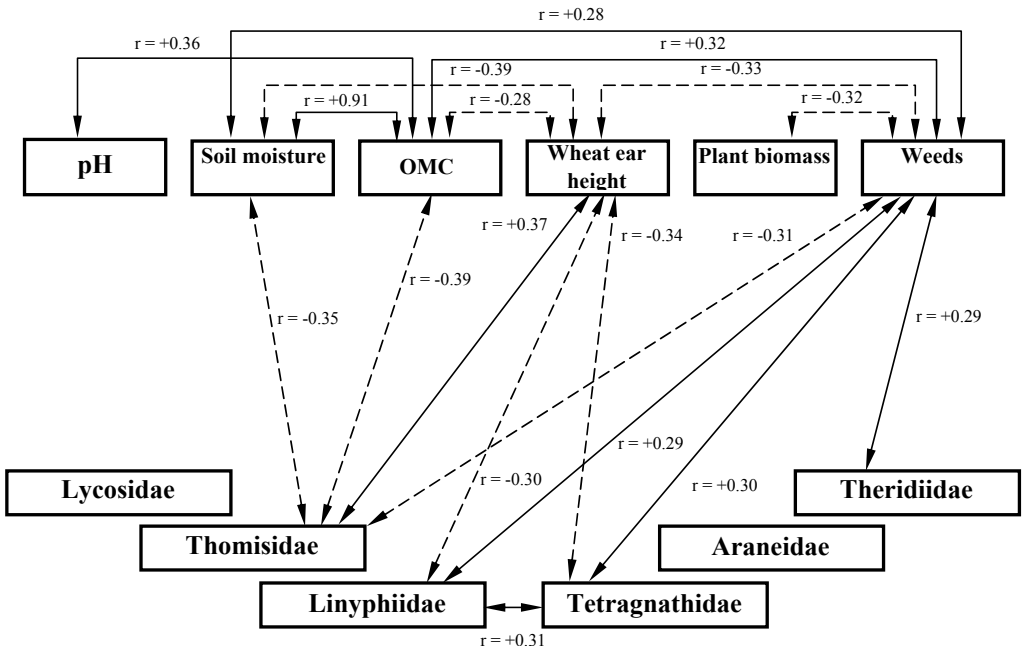 r = +0.28
r = +0.36
r = +0.32
r = -0.39
r = -0.33
r = +0.91
r = -0.28
r = -0.32
pH
Soil moisture
OMC
Wheat ear
height
Plant biomass
Weeds
r = +0.37
r = -0.34
r = -0.31
r = -0.39
r = -0.35
r = +0.29
r = +0.29
r = -0.30
r = +0.30
Lycosidae
Theridiidae
Thomisidae
Araneidae
Linyphiidae
Tetragnathidae
r = +0.31